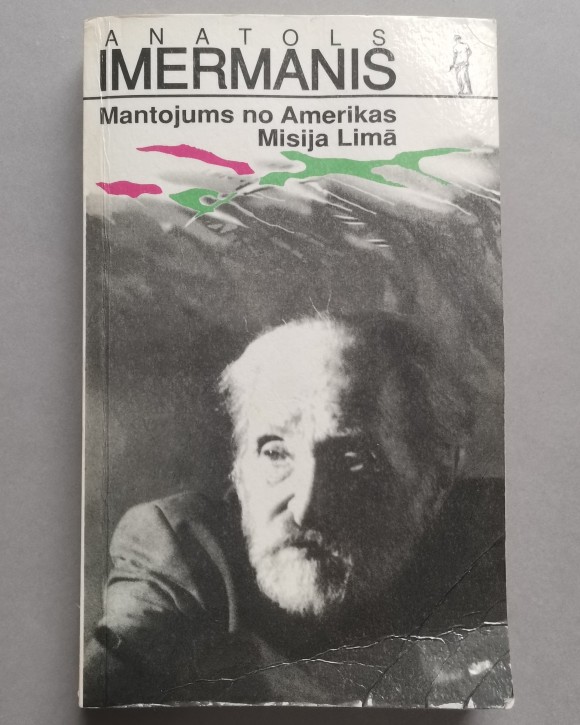 ANATOLS
IMERMANIS
Mantojums no Amerikas
Misija Limā